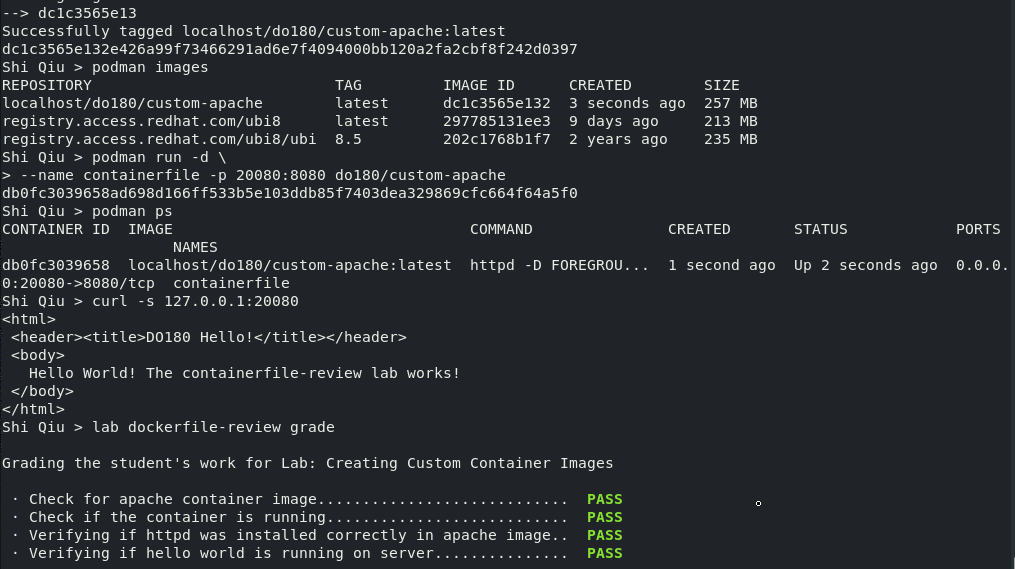 --> dc1c3565e13
Successfully tagged localhost/do180/custom-apache:latest
dc1c3565e132e426a99f73466291ad6e7f4094000bb120a2fa2cbf8f242d0397
Shi Qiu > podman images
REPOSITORY                           TAG         IMAGE ID      CREATED        SIZE
localhost/do180/custom-apache        latest      dc1c3565e132  3 seconds ago  257 MB
registry.access.redhat.com/ubi8      latest      297785131ee3  9 days ago     213 MB
registry.access.redhat.com/ubi8/ubi  8.5         202c1768b1f7  2 years ago    235 MB
Shi Qiu > podman run -d \
> --name containerfile -p 20080:8080 do180/custom-apache
db0fc3039658ad698d166ff533b5e103ddb85f7403dea329869cfc664f64a5f0
Shi Qiu > podman ps
CONTAINER ID  IMAGE                                 COMMAND               CREATED       STATUS            PORTS
                   NAMES
db0fc3039658  localhost/do180/custom-apache:latest  httpd -D FOREGROU...  1 second ago  Up 2 seconds ago  0.0.0.
0:20080->8080/tcp  containerfile
Shi Qiu > curl -s 127.0.0.1:20080
<html>
 <header><title>DO180 Hello!</title></header>
 <body>
   Hello World! The containerfile-review lab works!
 </body>
</html>
Shi Qiu > lab dockerfile-review grade

Grading the student's work for Lab: Creating Custom Container Images

 · Check for apache container image............................  PASS
 · Check if the container is running...........................  PASS
 · Verifying if httpd was installed correctly in apache image..  PASS
 · Verifying if hello world is running on server...............  PASS